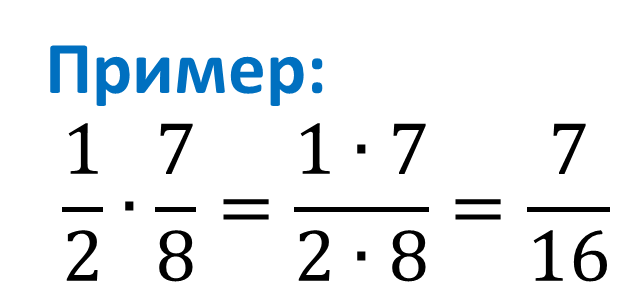 Пример:
1/2 · 7/8 = 1 · 7/2 · 8 = 7/16